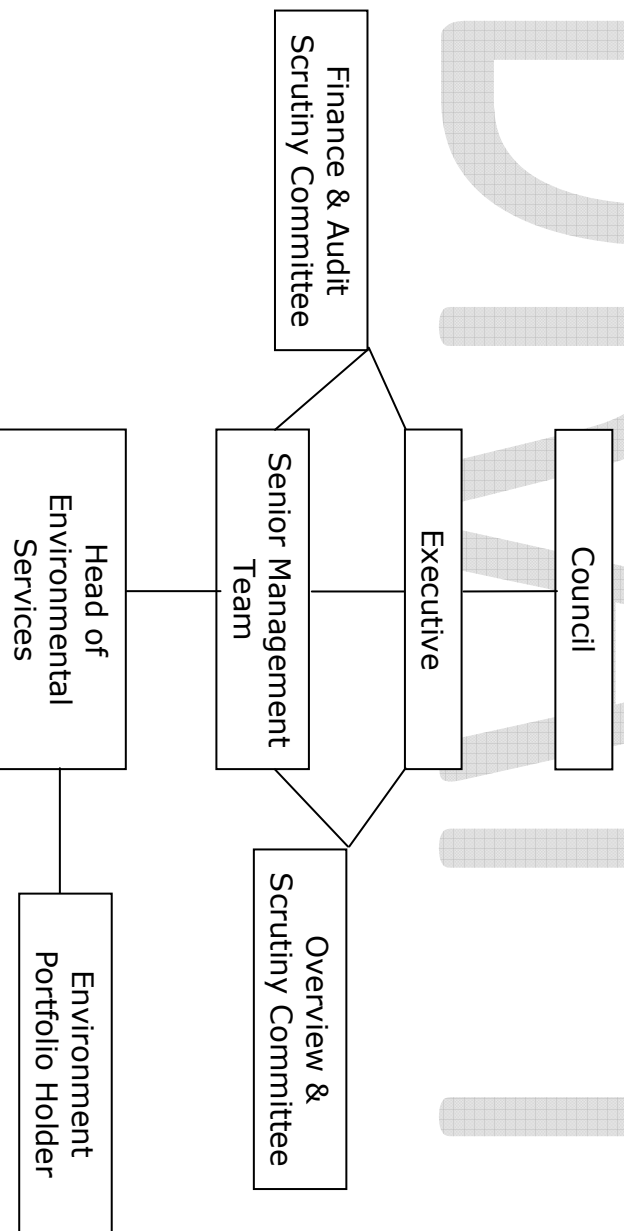 Council
Executive
Finance & Audit
Scrutiny Committee
Senior Management
Team
Overview &
Scrutiny Committee
Head of
Environmental
Services
Environment
Portfolio Holder